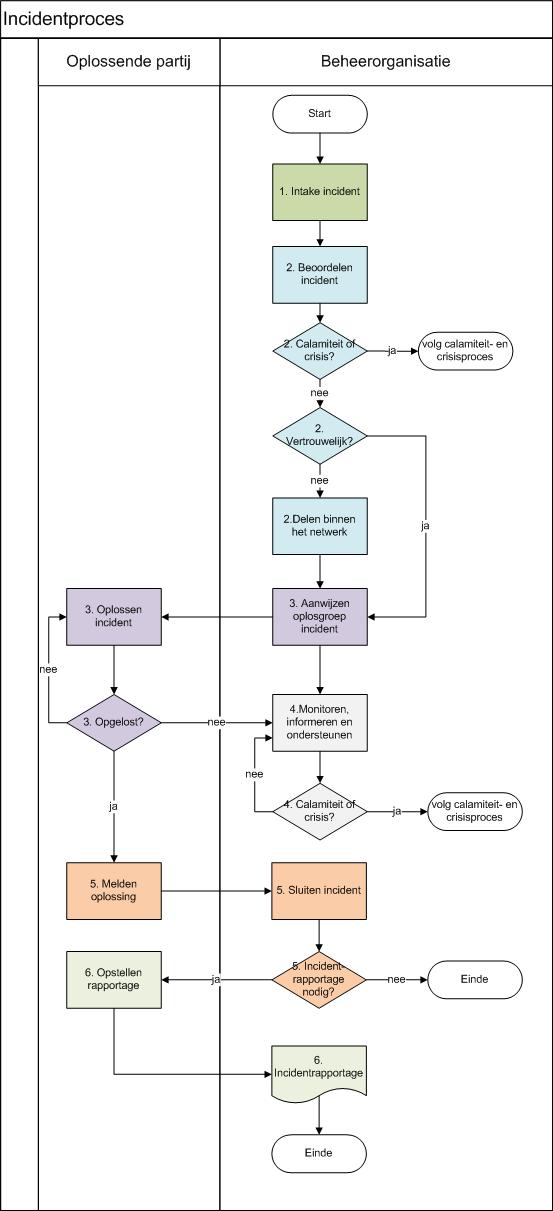 Incidentproces
Oplossende partij
Beheerorganisatie
Start
1. Intake incident
2. Beoordelen
incident
2. Calamiteit of
crisis?
ja
volg calamiteit- en
crisisproces
nee
2.
Vertrouwelijk?
nee
ja
2.Delen binnen
het netwerk
3. Oplossen
incident
3. Aanwijzen
oplosgroep
incident
nee
3. Opgelost?
nee
4.Monitoren,
informeren en
ondersteunen
nee
ja
4. Calamiteit of
crisis?
ja
volg calamiteit- en
crisisproces
5. Melden
oplossing
5. Sluiten incident
6. Opstellen
rapportage
ja
5. Incident-
rapportage
nodig?
nee
Einde
6.
Incidentrapportage
Einde